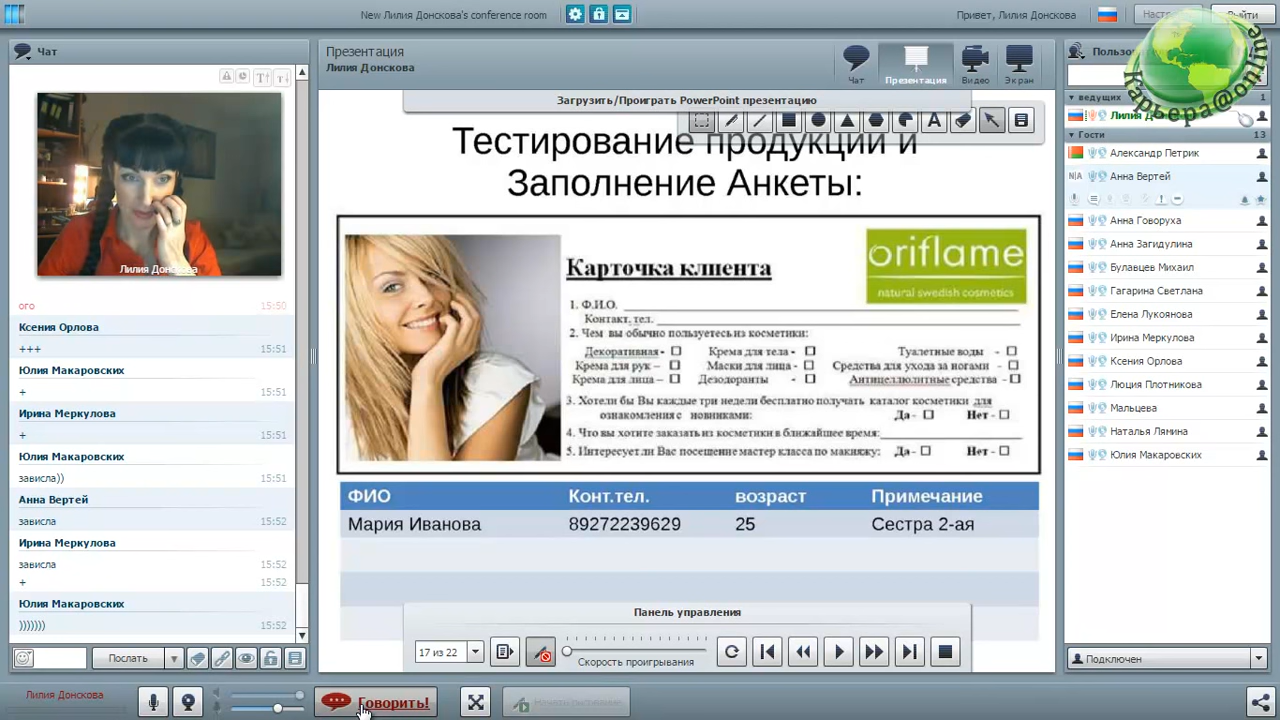 New Лилия Донскова's conference room
Привет, Лилия Донскова
Выйти
Чат
Лилия Донскова
ого 15:50
Ксения Орлова
+++ 15:51
Юлия Макаровских
+ 15:51
Ирина Меркулова
+ 15:51
Юлия Макаровских
зависла)) 15:51
Анна Вертей
зависла 15:52
Ирина Меркулова
зависла 15:52
+ 15:52
Юлия Макаровских
))))))) 15:52
Послать
Презентация
Лилия Донскова
Чат
Презентация
Видео
Экран
Загрузить/Проиграть PowerPoint презентацию
Тестирование продукции и
Заполнение Анкеты:
oriflame
natural swedish cosmetics
Карточка клиента
1. Ф.И.О.
Контакт. тел.
2. Чем вы обычно пользуетесь из косметики:
Декоративная - Крема для тела - Туалетные воды -
Крема для рук – Маски для лица - Средства для ухода за ногами -
Крема для лица – Дезодоранты - Антицеллюлитные средства -
3. Хотели бы Вы каждые три недели бесплатно получать каталог косметики для
ознакомления с новинками: Да - Нет -
4. Что вы хотите заказать из косметики в ближайшее время:
5. Интересует ли Вас посещение мастер класса по макияжу: Да - Нет -
ФИО Конт.тел. возраст Примечание
Мария Иванова 89272239629 25 Сестра 2-ая
Панель управления
17 из 22
Скорость проигрывания
карьера@online
ведущих 1
Гости 13
Александр Петрик
N/A Анна Вертей
Анна Говоруха
Анна Загидулина
Булавцев Михаил
Гагарина Светлана
Елена Лукоянова
Ирина Меркулова
Ксения Орлова
Люция Плотникова
Мальцева
Наталья Лямина
Юлия Макаровских
Подключен
Лилия Донскова
Говорить!